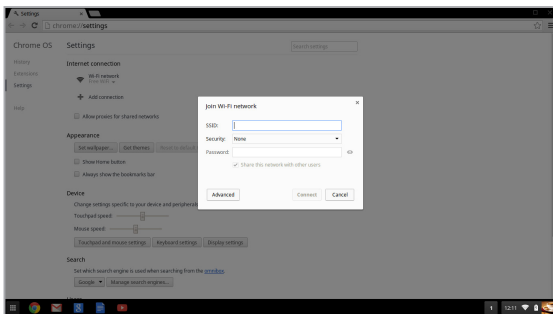 Settings
chrome://settings
Chrome OS
Settings
Search settings
History
Extensions
Settings
Help
Internet connection
Wi-Fi network
Add connection
Allow proxies for shared networks
Appearance
Set wallpaper... Get themes Reset to default
Show Home button
Always show the bookmarks bar
Device
Change settings specific to your device and peripherals
Touchpad speed:
Mouse speed:
Touchpad and mouse settings Keyboard settings Display settings
Search
Set which search engine is used when searching from the omnibox.
Google Manage search engines...
Join Wi-Fi network
SSID:
Security: None
Password:
Share this network with other users
Advanced Connect Cancel
1 12:11